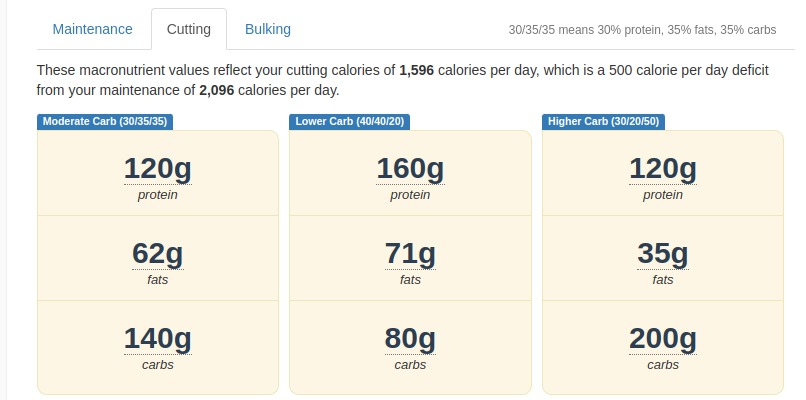 Maintenance Cutting Bulking 30/35/35 means 30% protein, 35% fats, 35% carbs
These macronutrient values reflect your cutting calories of 1,596 calories per day, which is a 500 calorie per day deficit
from your maintenance of 2,096 calories per day.
Moderate Carb (30/35/35) Lower Carb (40/40/20) Higher Carb (30/20/50)
120g 160g 120g
protein protein protein
62g 71g 35g
fats fats fats
140g 80g 200g
carbs carbs carbs